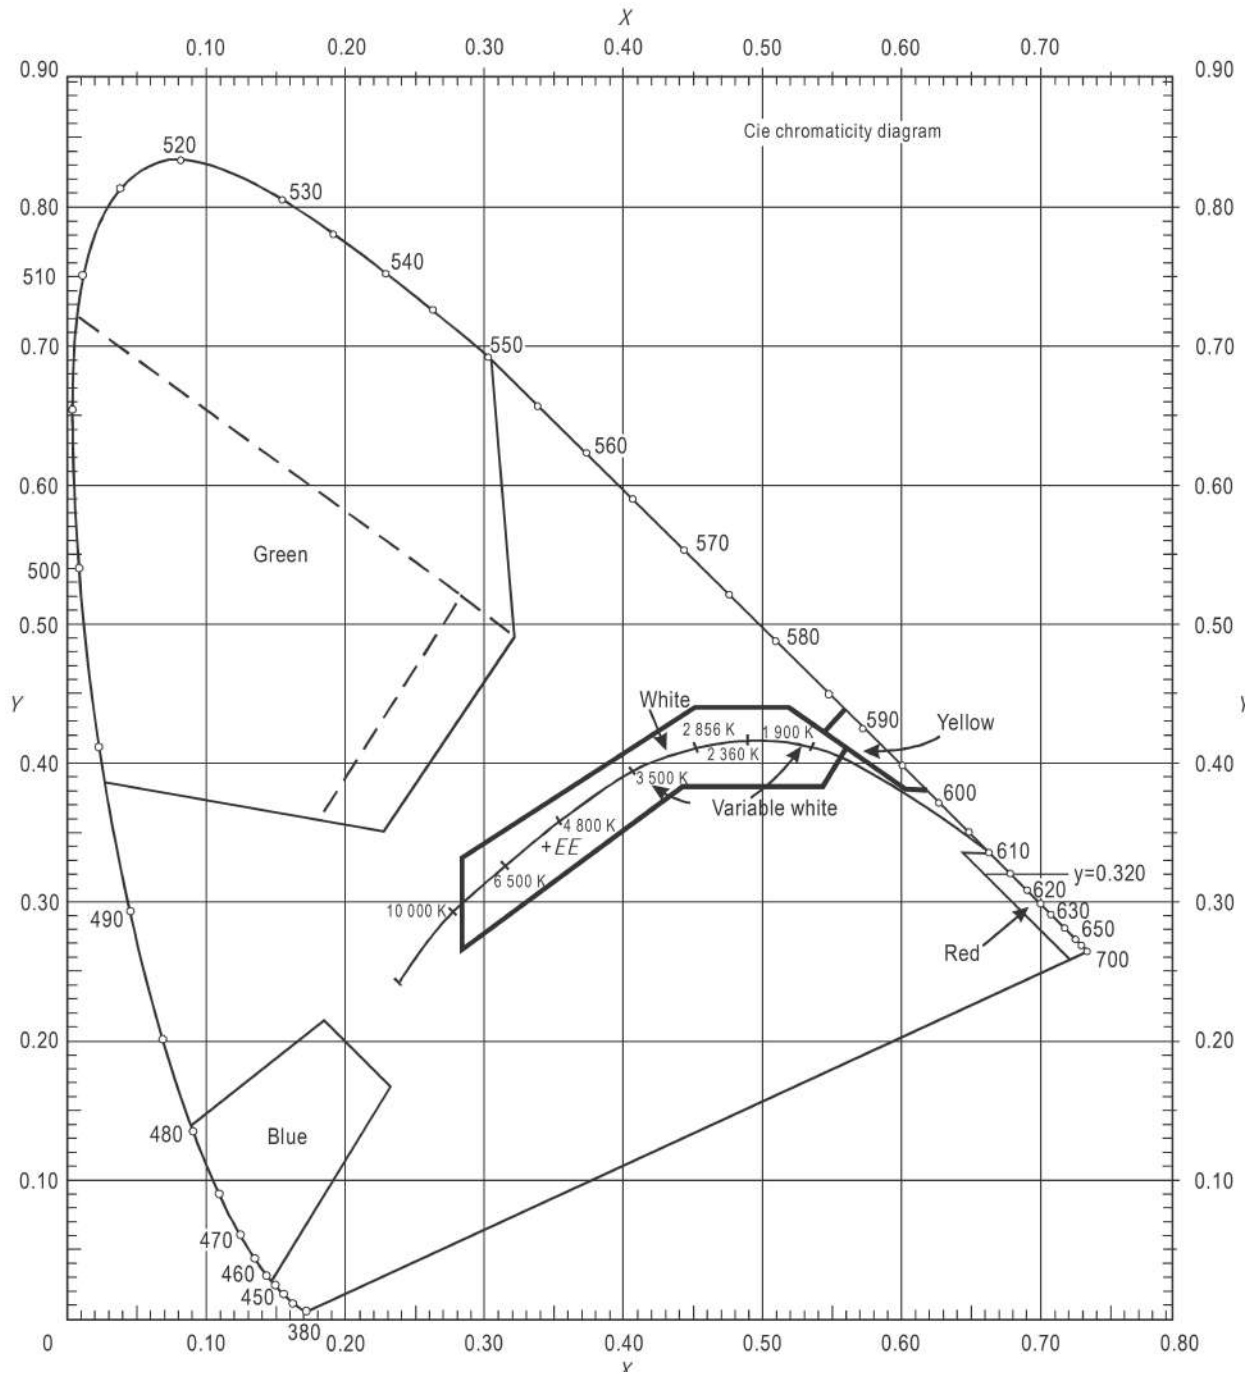 X
0.10 0.20 0.30 0.40 0.50 0.60 0.70
0.90 0.90
Cie chromaticity diagram
520
530
0.80 0.80
540
510
550
0.70 0.70
560
0.60 0.60
570
Green
500
0.50 580 0.50
White
Y 590 Yellow Y
2 856 K 1 900 K
2 360 K
0.40 0.40
3 500 K
600
Variable white
4 800 K
+EE
610
6 500 K y=0.320
620
0.30 10 000 K 630 0.30
490
650
Red
700
0.20 0.20
480 Blue
0.10 0.10
470
460
450
380
0 0.10 0.20 0.30 0.40 0.50 0.60 0.70 0.80
X